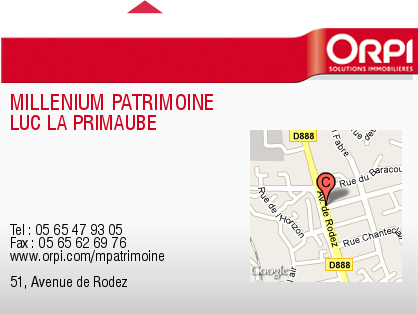 ORPI
SOLUTIONS IMMOBILIÈRES
MILLENIUM PATRIMOINE
LUC LA PRIMAUBE
Tel : 05 65 47 93 05
Fax : 05 65 62 69 76
www.orpi.com/mpatrimoine
51, Avenue de Rodez
D888
Fabre
C
Rue du Baracou
Rue de l'Horizon
Av de Rodez
Rue Chantec
D888
l'air
Google